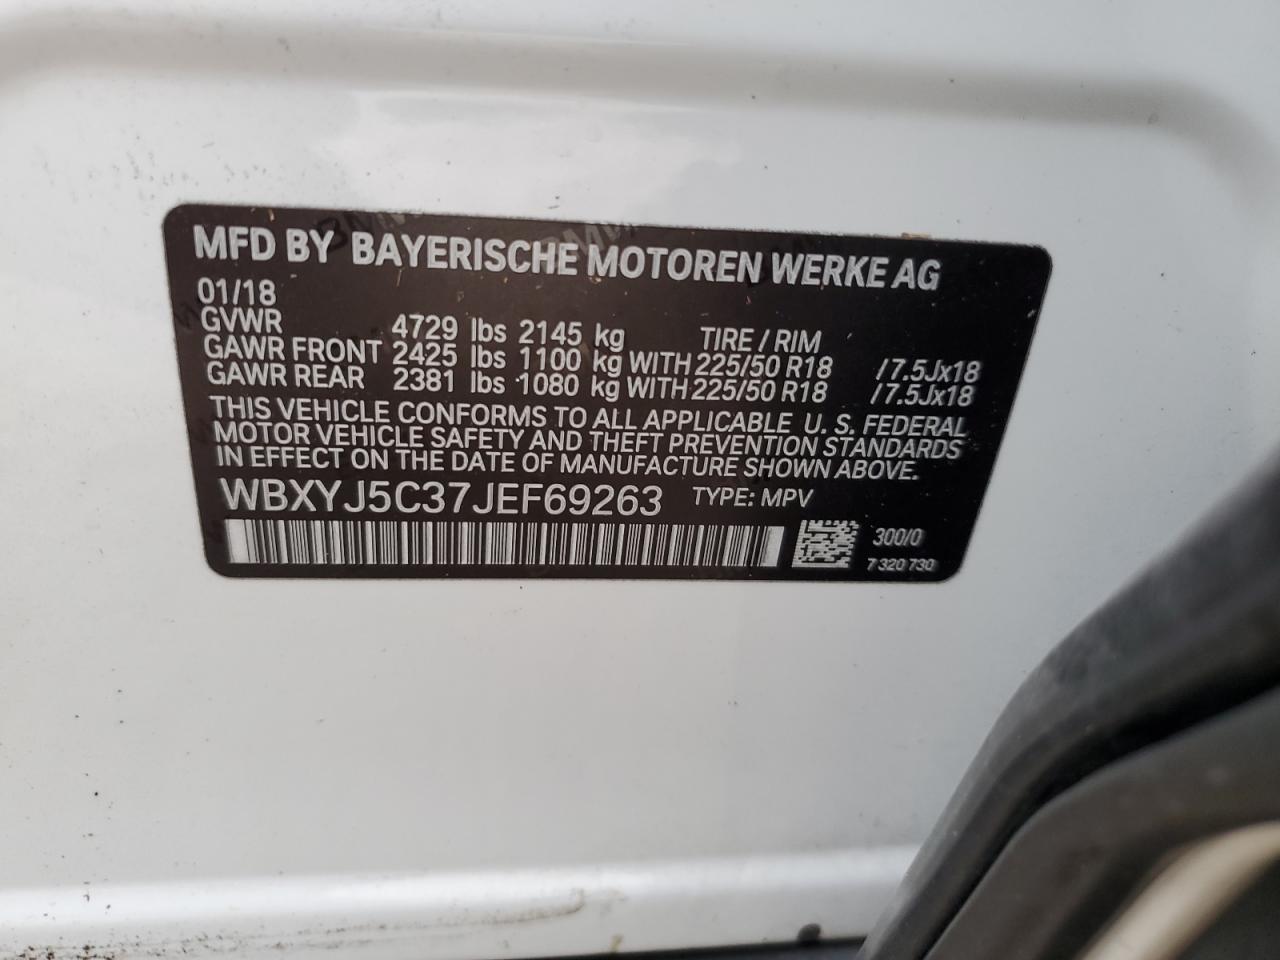 MFD BY BAYERISCHE MOTOREN WERKE AG
01/18
GVWR 4729 lbs 2145 kg TIRE / RIM
GAWR FRONT 2425 lbs 1100 kg WITH 225/50 R18 /7.5Jx18
GAWR REAR 2381 lbs 1080 kg WITH 225/50 R18 /7.5Jx18
THIS VEHICLE CONFORMS TO ALL APPLICABLE U. S. FEDERAL
MOTOR VEHICLE SAFETY AND THEFT PREVENTION STANDARDS
IN EFFECT ON THE DATE OF MANUFACTURE SHOWN ABOVE.
WBXYJ5C37JEF69263 TYPE: MPV
300/0
7 320 730